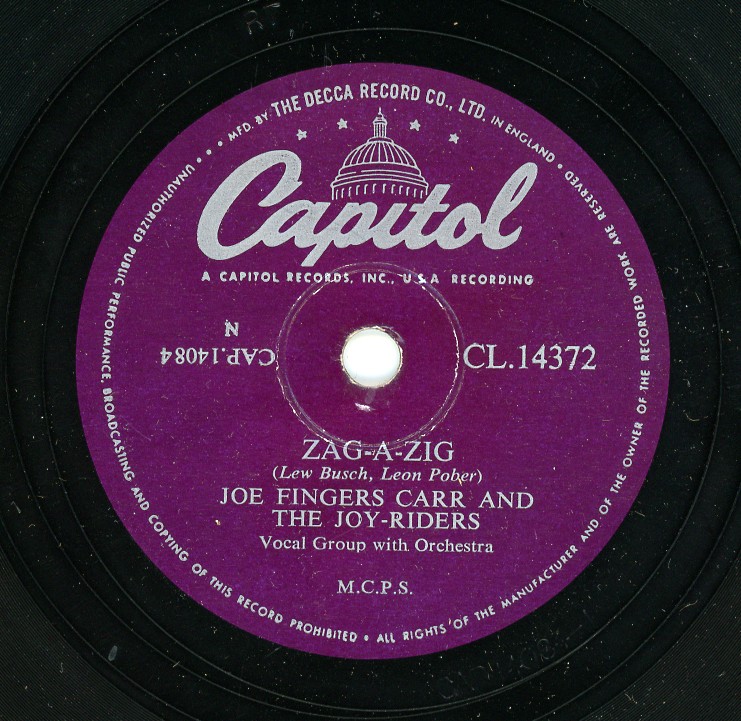 MFD. BY THE DECCA RECORD CO., LTD. IN ENGLAND • ALL RIGHTS OF THE MANUFACTURER AND OF THE OWNER OF THE RECORDED WORK ARE RESERVED • UNAUTHORIZED PUBLIC PERFORMANCE, BROADCASTING AND COPYING OF THIS RECORD PROHIBITED •
Capitol
A CAPITOL RECORDS, INC., U.S.A. RECORDING
N
CAP.14084
CL.14372
ZAG-A-ZIG
(Lew Busch, Leon Pober)
JOE FINGERS CARR AND
THE JOY-RIDERS
Vocal Group with Orchestra
M.C.P.S.